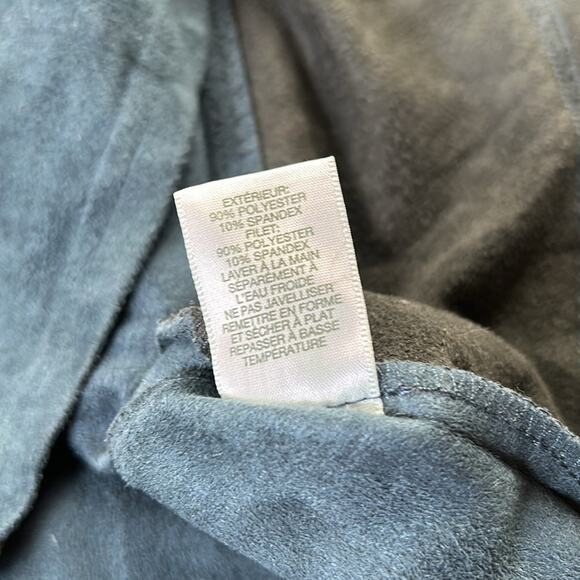 EXTÉRIEUR:
90% POLYESTER
10% SPANDEX
FILET:
90% POLYESTER
10% SPANDEX
LAVER À LA MAIN
SÉPARÉMENT À
L'EAU FROIDE
NE PAS JAVELLISER
REMETTRE EN FORME
ET SÉCHER À PLAT
REPASSER À BASSE
TEMPÉRATURE